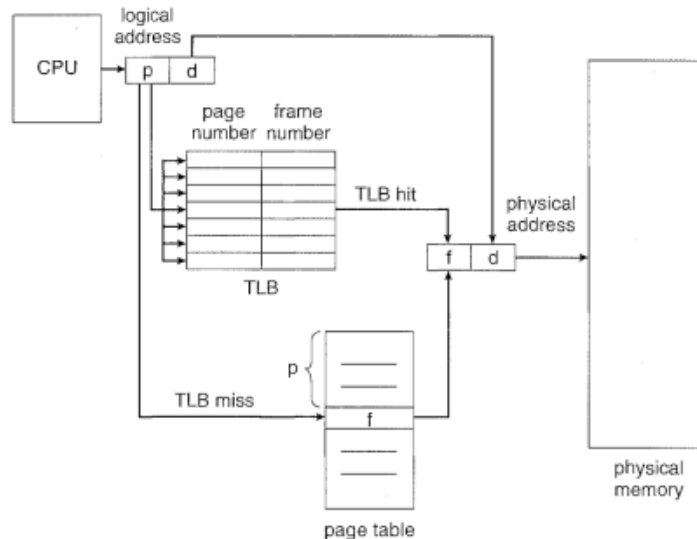 logical
address
CPU
p
d
page
number
frame
number
TLB hit
physical
address
f
d
TLB
p
TLB miss
f
physical
memory
page table